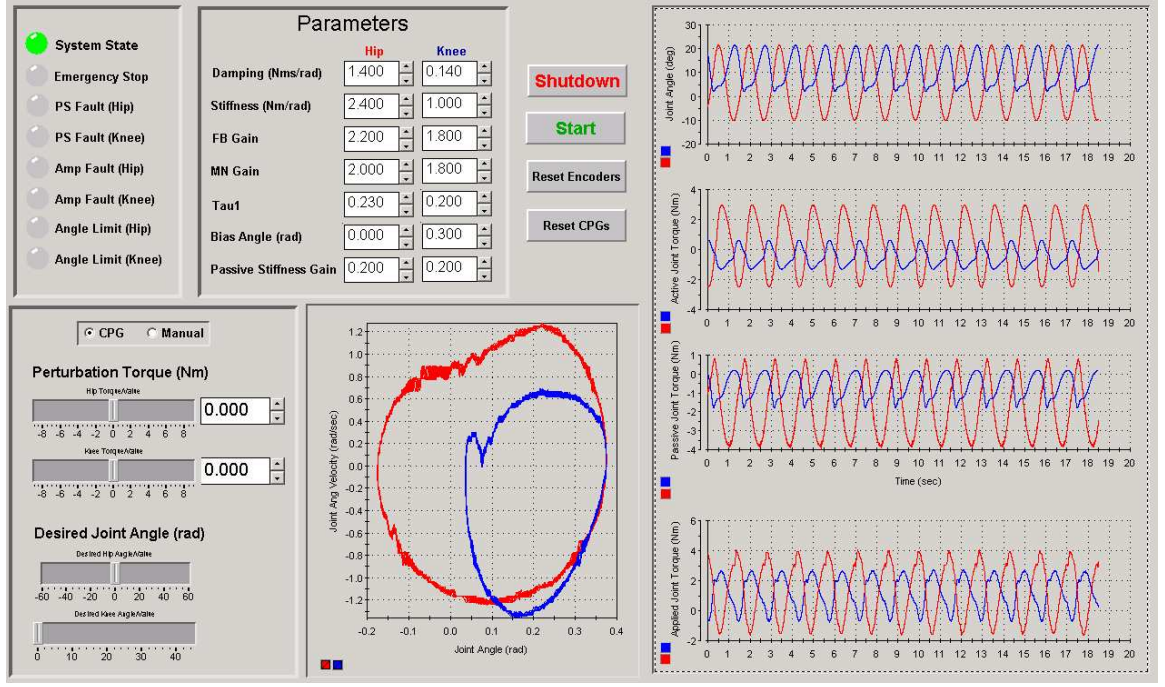 System State
Emergency Stop
PS Fault (Hip)
PS Fault (Knee)
Amp Fault (Hip)
Amp Fault (Knee)
Angle Limit (Hip)
Angle Limit (Knee)
Parameters
Hip Knee
Damping (Nms/rad) 1.400 0.140
Stiffness (Nm/rad) 2.400 1.000
FB Gain 2.200 1.800
MN Gain 2.000 1.800
Tau1 0.230 0.200
Bias Angle (rad) 0.000 0.300
Passive Stiffness Gain 0.200 0.200
Shutdown
Start
Reset Encoders
Reset CPGs
CPG Manual
Perturbation Torque (Nm)
Hip TorqueValue
0.000
-8 -6 -4 -2 0 2 4 6 8
Knee TorqueValue
0.000
-8 -6 -4 -2 0 2 4 6 8
Desired Joint Angle (rad)
Desired Hip AngleValue
-60 -40 -20 0 20 40 60
Desired Knee AngleValue
0 10 20 30 40
Joint Ang Velocity (rad/sec)
1.2
1.0
0.8
0.6
0.4
0.2
0.0
-0.2
-0.4
-0.6
-0.8
-1.0
-1.2
-0.2 -0.1 0.0 0.1 0.2 0.3 0.4
Joint Angle (rad)
Joint Angle (deg)
30
20
10
0
-10
-20
0 1 2 3 4 5 6 7 8 9 10 11 12 13 14 15 16 17 18 19 20
Active Joint Torque (Nm)
4
2
0
-2
-4
0 1 2 3 4 5 6 7 8 9 10 11 12 13 14 15 16 17 18 19 20
Passive Joint Torque (Nm)
1
0
-1
-2
-3
-4
0 1 2 3 4 5 6 7 8 9 10 11 12 13 14 15 16 17 18 19 20
Time (sec)
Applied Joint Torque (Nm)
6
4
2
0
-2
0 1 2 3 4 5 6 7 8 9 10 11 12 13 14 15 16 17 18 19 20